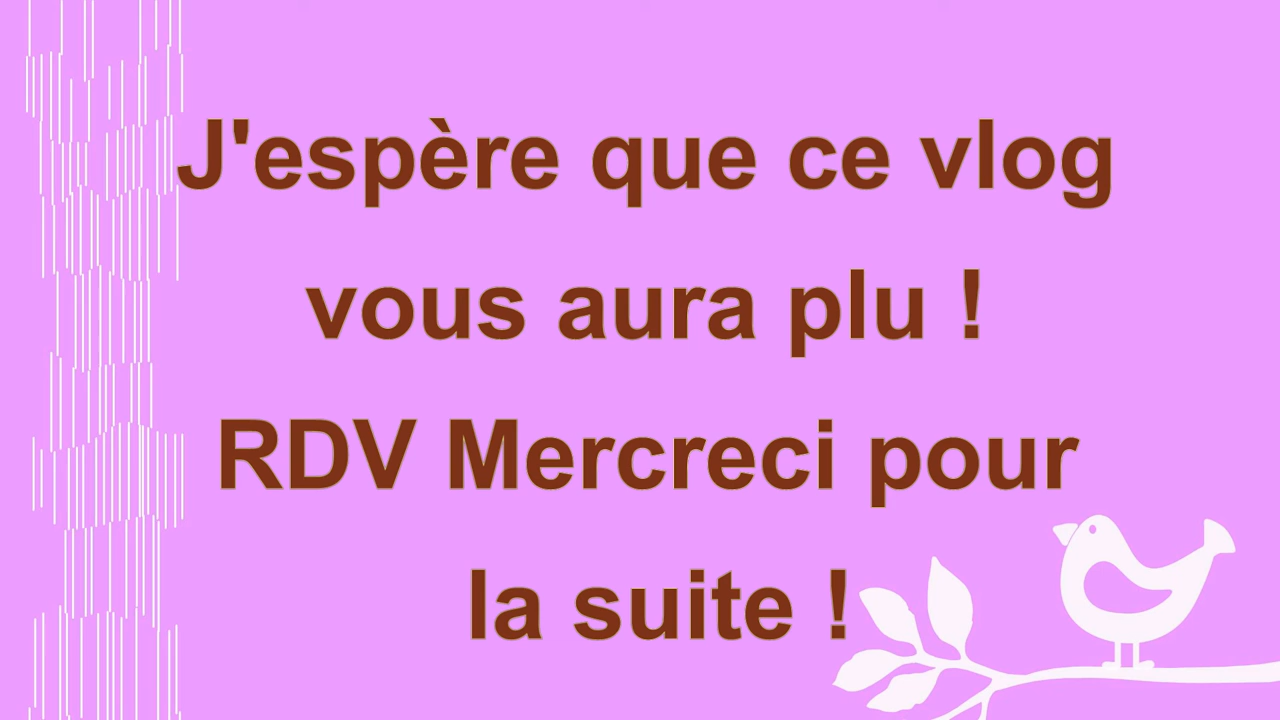 J'espère que ce vlog
vous aura plu !
RDV Mercreci pour
la suite !